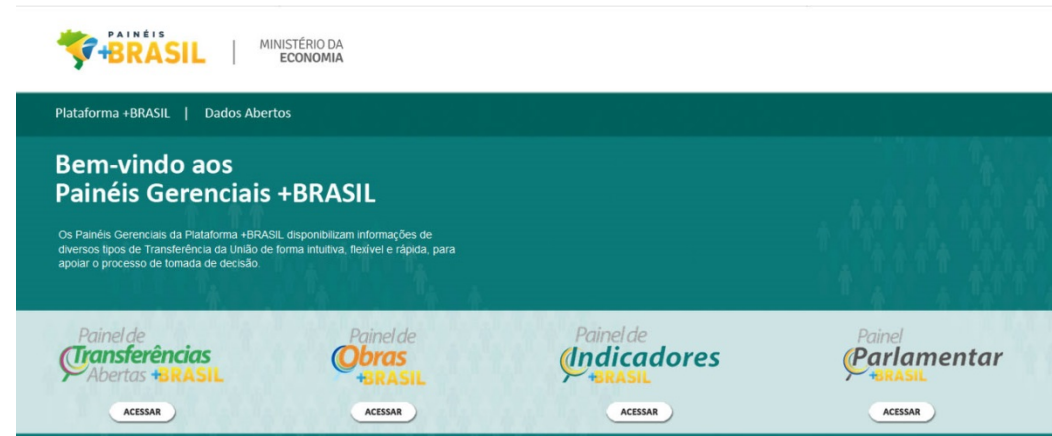 PAINÉIS
+BRASIL
MINISTÉRIO DA
ECONOMIA
Plataforma +BRASIL | Dados Abertos
Bem-vindo aos
Painéis Gerenciais +BRASIL
Os Painéis Gerenciais da Plataforma +BRASIL disponibilizam informações de
diversos tipos de Transferência da União de forma intuitiva, flexível e rápida, para
apoiar o processo de tomada de decisão.
Painel de
Transferências
Abertas +BRASIL
ACESSAR
Painel de
Obras
+BRASIL
ACESSAR
Painel de
Indicadores
+BRASIL
ACESSAR
Painel
Parlamentar
+BRASIL
ACESSAR